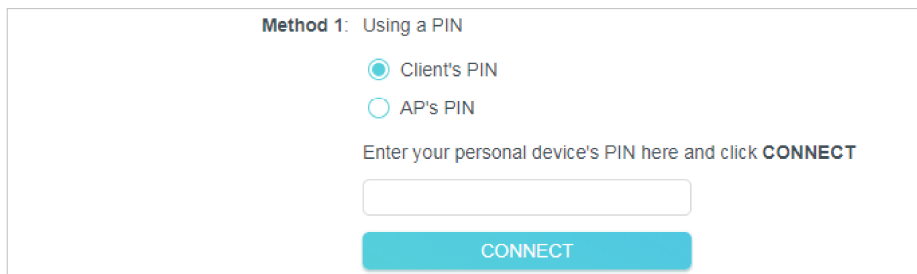 Method 1: Using a PIN
Client's PIN
AP's PIN
Enter your personal device's PIN here and click CONNECT
CONNECT